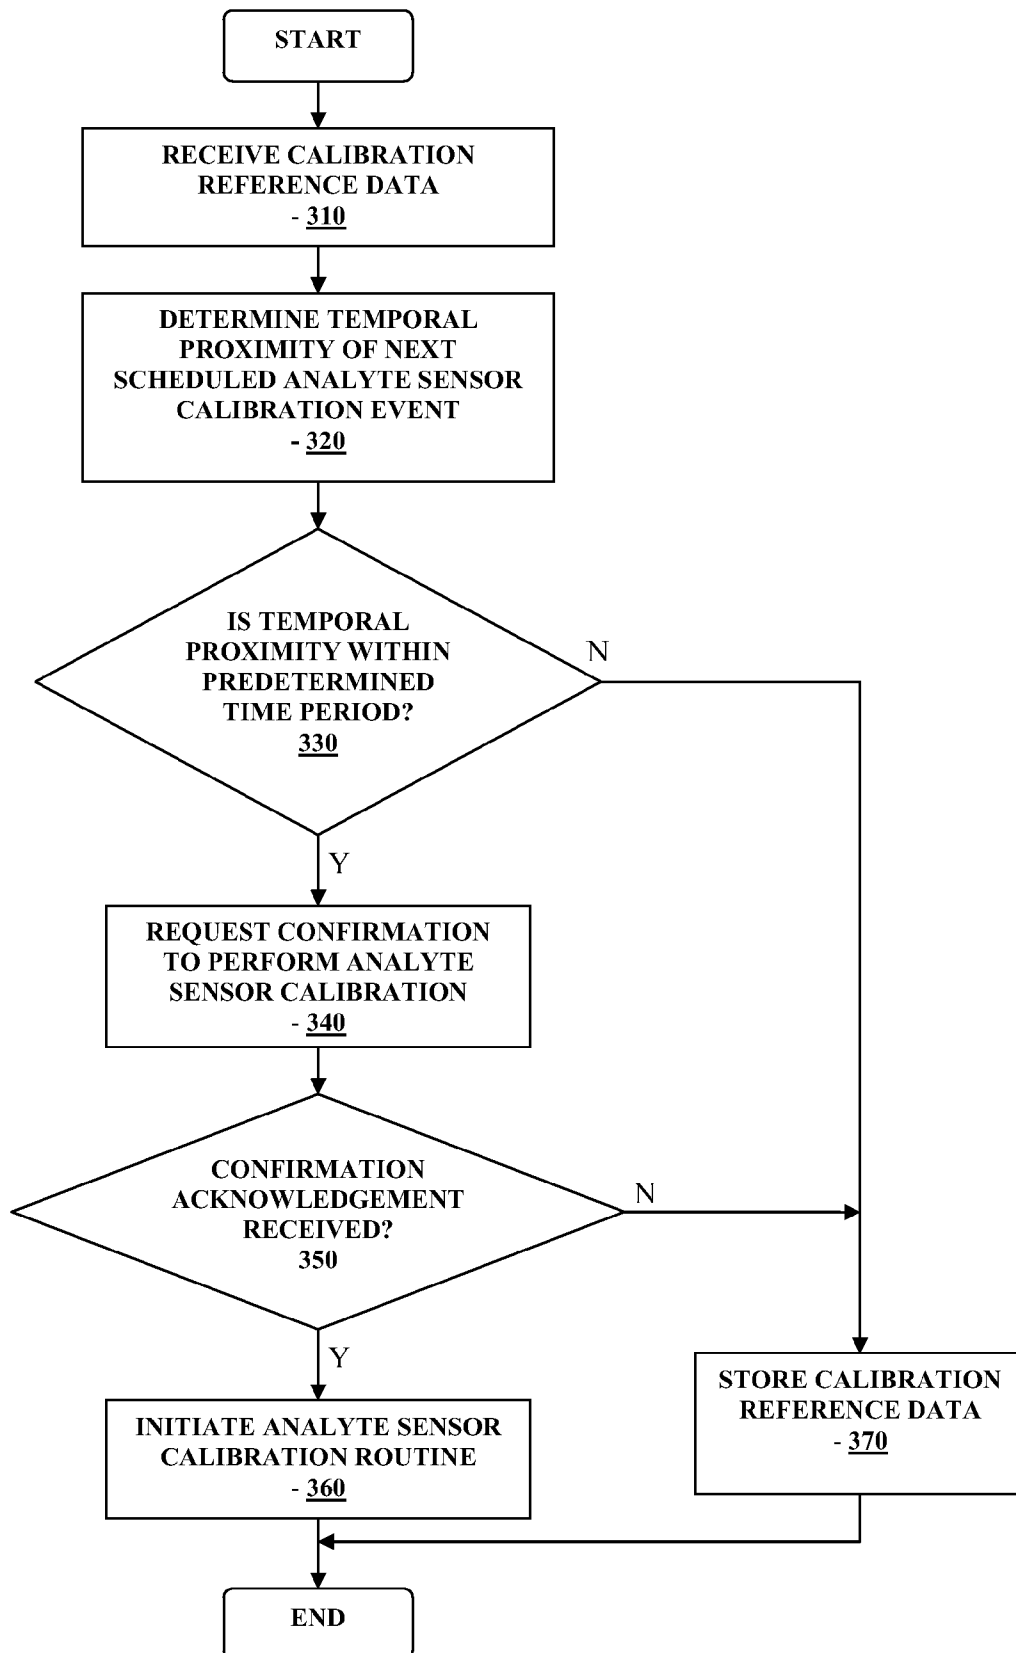 START
RECEIVE CALIBRATION
REFERENCE DATA
- 310
DETERMINE TEMPORAL
PROXIMITY OF NEXT
SCHEDULED ANALYTE SENSOR
CALIBRATION EVENT
- 320
IS TEMPORAL
PROXIMITY WITHIN
PREDETERMINED
TIME PERIOD?
330
N
Y
REQUEST CONFIRMATION
TO PERFORM ANALYTE
SENSOR CALIBRATION
- 340
CONFIRMATION
ACKNOWLEDGEMENT
RECEIVED?
350
N
Y
INITIATE ANALYTE SENSOR
CALIBRATION ROUTINE
- 360
STORE CALIBRATION
REFERENCE DATA
- 370
END